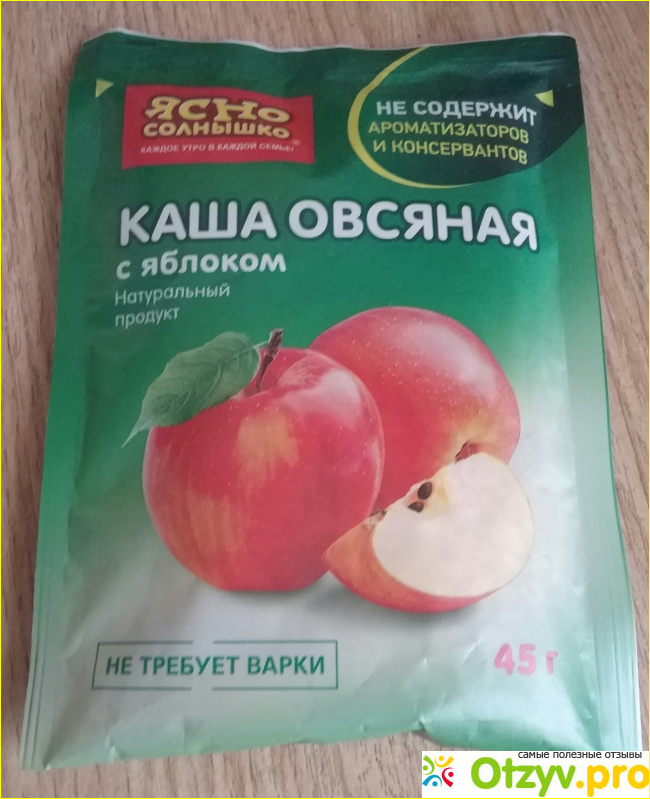 ЯСНО
СОЛНЫШКО®
КАЖДОЕ УТРО В КАЖДОЙ СЕМЬЕ!
НЕ СОДЕРЖИТ
АРОМАТИЗАТОРОВ
И КОНСЕРВАНТОВ
КАША ОВСЯНАЯ
с яблоком
Натуральный
продукт
НЕ ТРЕБУЕТ ВАРКИ
45 г
самые полезные отзывы
Otzyv.pro